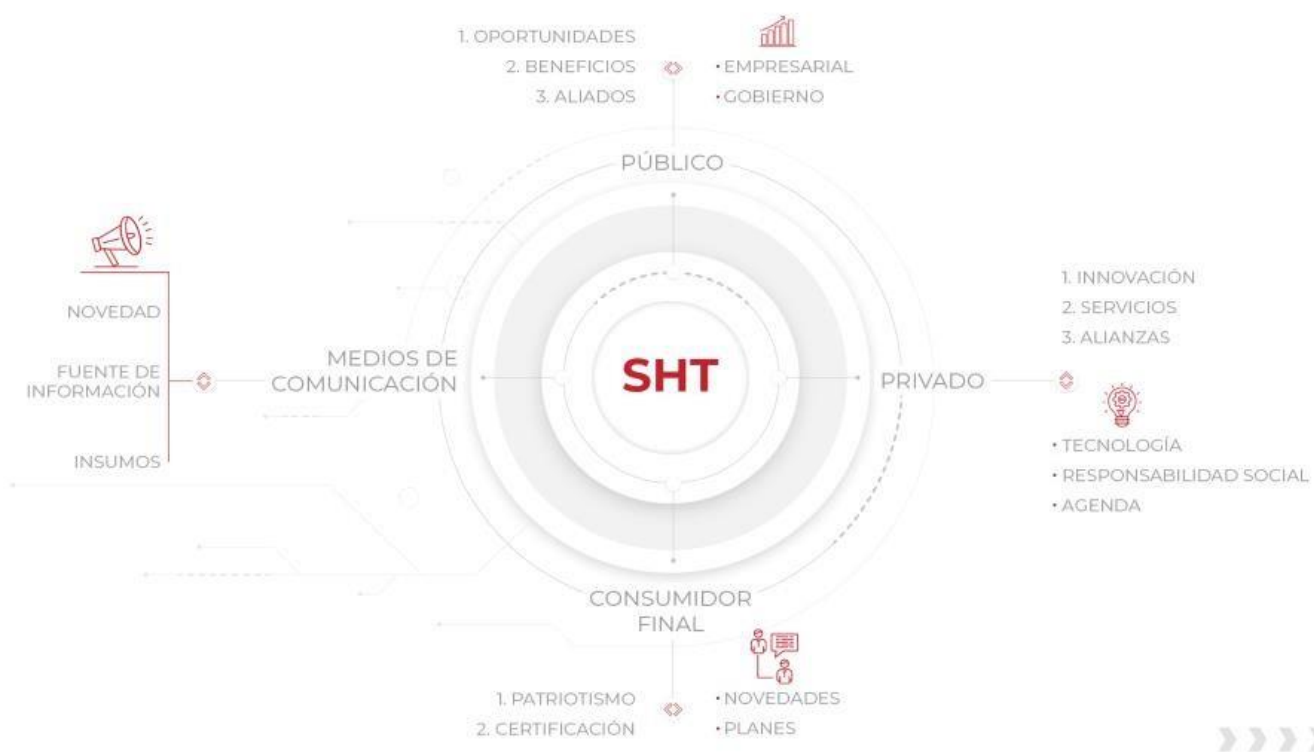 1. OPORTUNIDADES
2. BENEFICIOS
3. ALIADOS
• EMPRESARIAL
• GOBIERNO
PÚBLICO
NOVEDAD
FUENTE DE
INFORMACIÓN
INSUMOS
MEDIOS DE
COMUNICACIÓN
SHT
PRIVADO
1. INNOVACIÓN
2. SERVICIOS
3. ALIANZAS
• TECNOLOGÍA
• RESPONSABILIDAD SOCIAL
• AGENDA
CONSUMIDOR
FINAL
1. PATRIOTISMO
2. CERTIFICACIÓN
• NOVEDADES
• PLANES